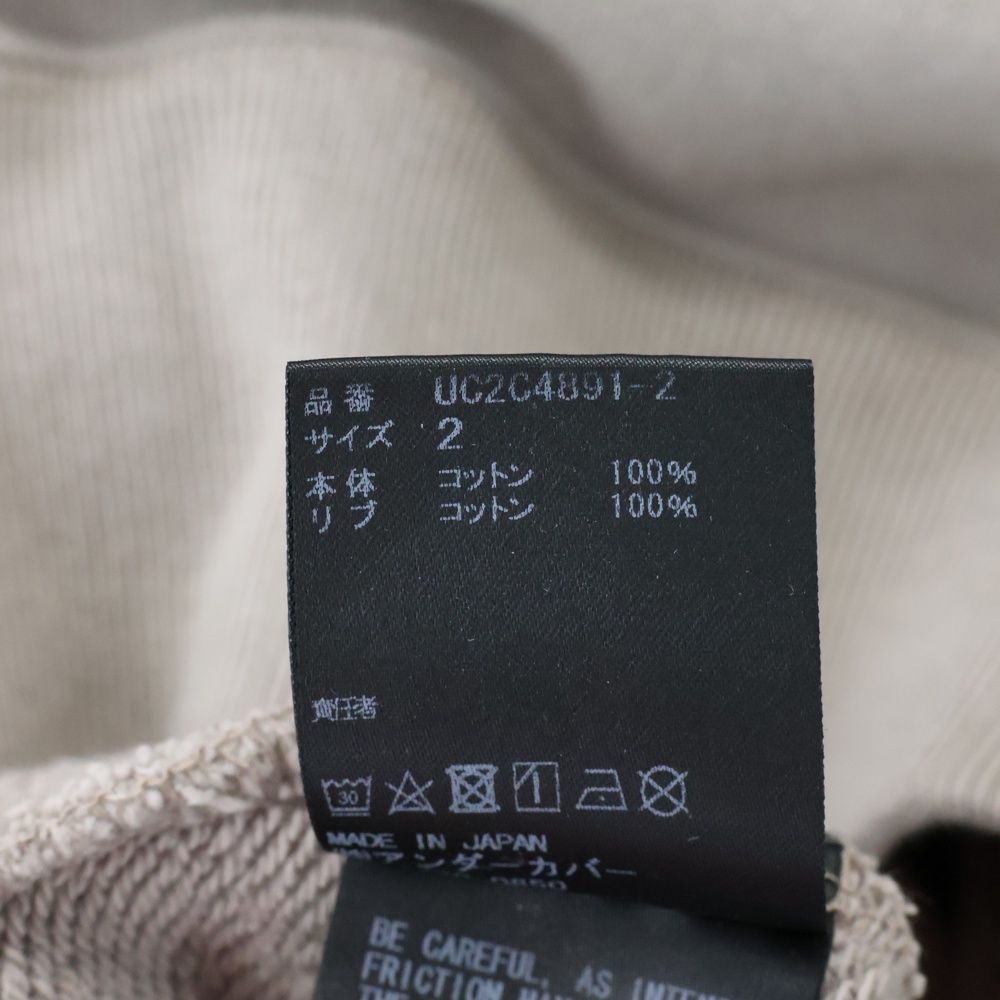 品番 UC2C4891-2
サイズ 2
本体 コットン 100%
リブ コットン 100%
責任者
30
MADE IN JAPAN
㈱アンダーカバー
BE CAREFUL, AS
FRICTION